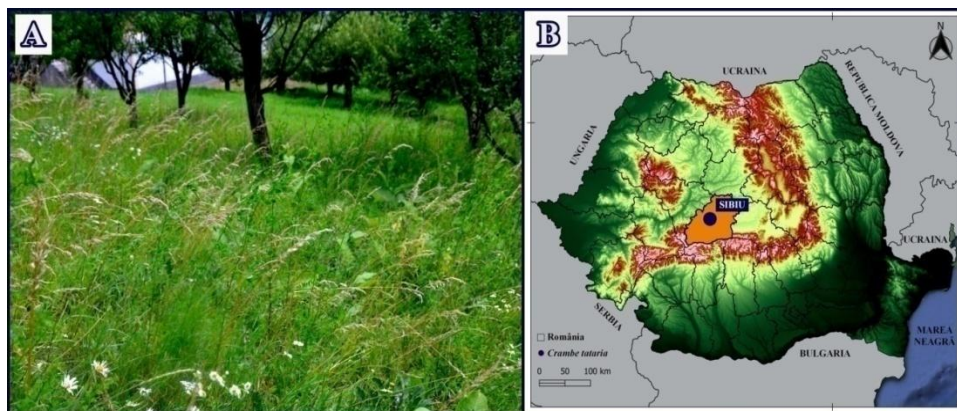 A
B
N
UCRAINA
REPUBLICA MOLDOVA
UNGARIA
SIBIU
UCRAINA
SERBIA
MAREA
NEAGRĂ
România
Crambe tataria
BULGARIA
0 50 100 km